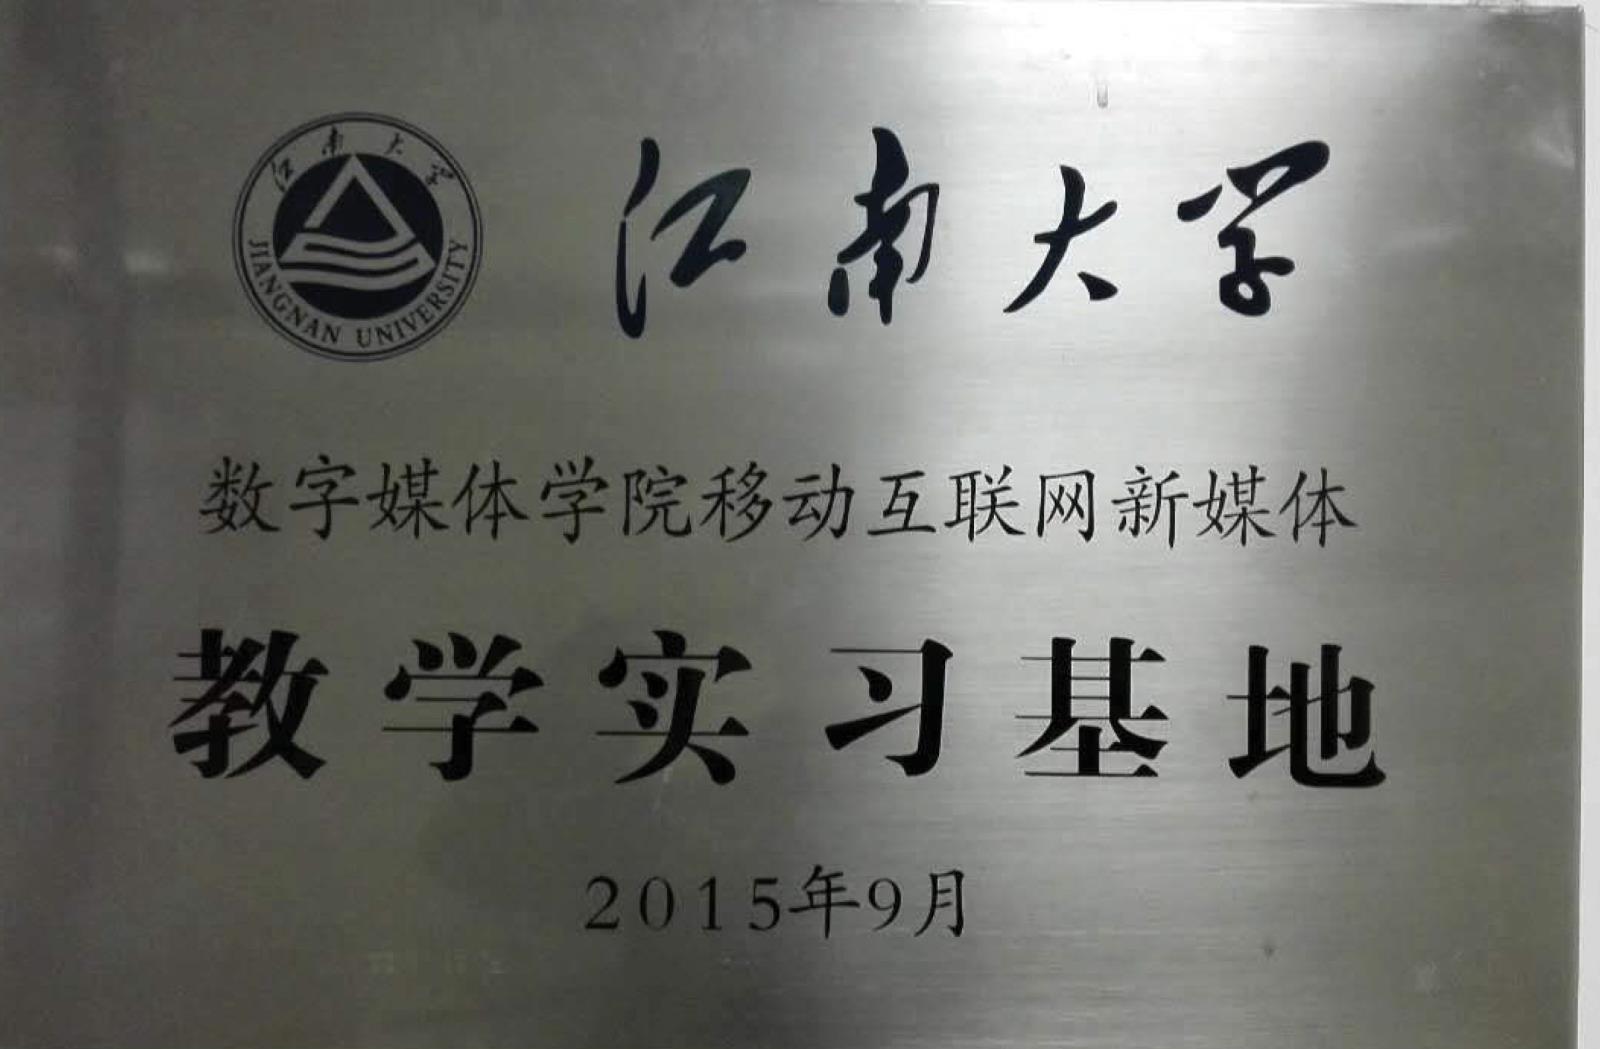 江南大学
JIANGNAN UNIVERSITY
江南大学
数字媒体学院移动互联网新媒体
教学实习基地
2015年9月